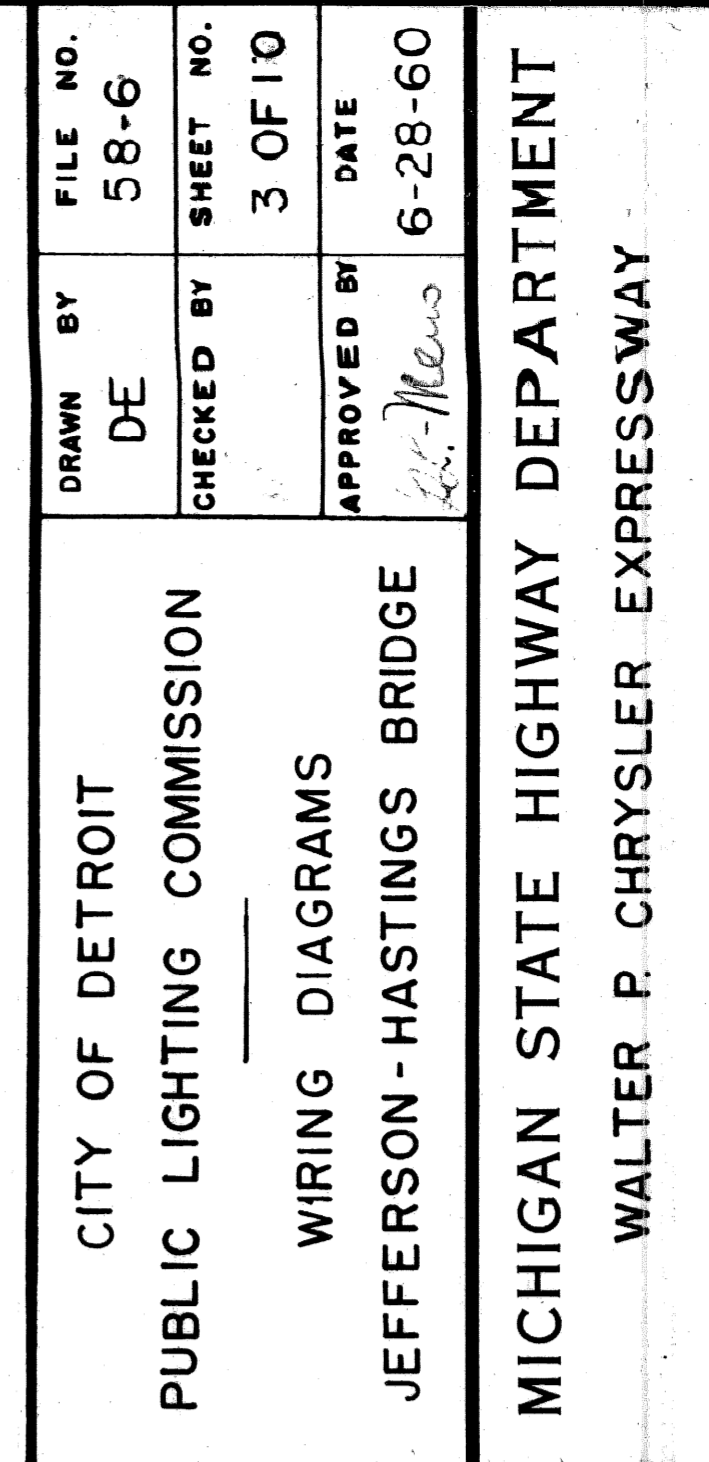 CITY OF DETROIT
PUBLIC LIGHTING COMMISSION
WIRING DIAGRAMS
JEFFERSON-HASTINGS BRIDGE
DRAWN BY
DE
FILE NO.
58-6
CHECKED BY
SHEET NO.
3 OF 10
APPROVED BY
DATE
6-28-60
MICHIGAN STATE HIGHWAY DEPARTMENT
WALTER P. CHRYSLER EXPRESSWAY